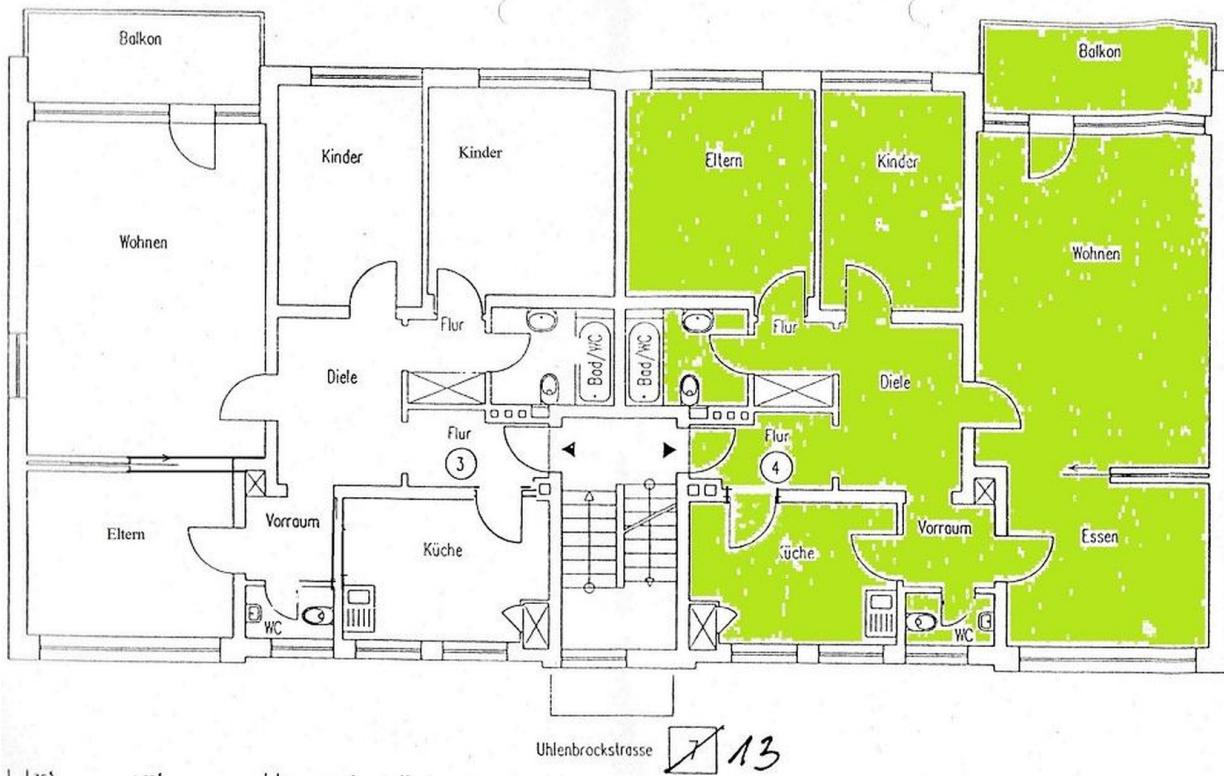 Balkon
Balkon
Kinder
Kinder
Eltern
Kinder
Wohnen
Wohnen
Flur
Flur
Bad/WC
Bad/WC
Diele
Diele
Flur
Flur
3
4
Eltern
Vorraum
Küche
Küche
Vorraum
Essen
WC
WC
Uhlenbrockstrasse 7 13